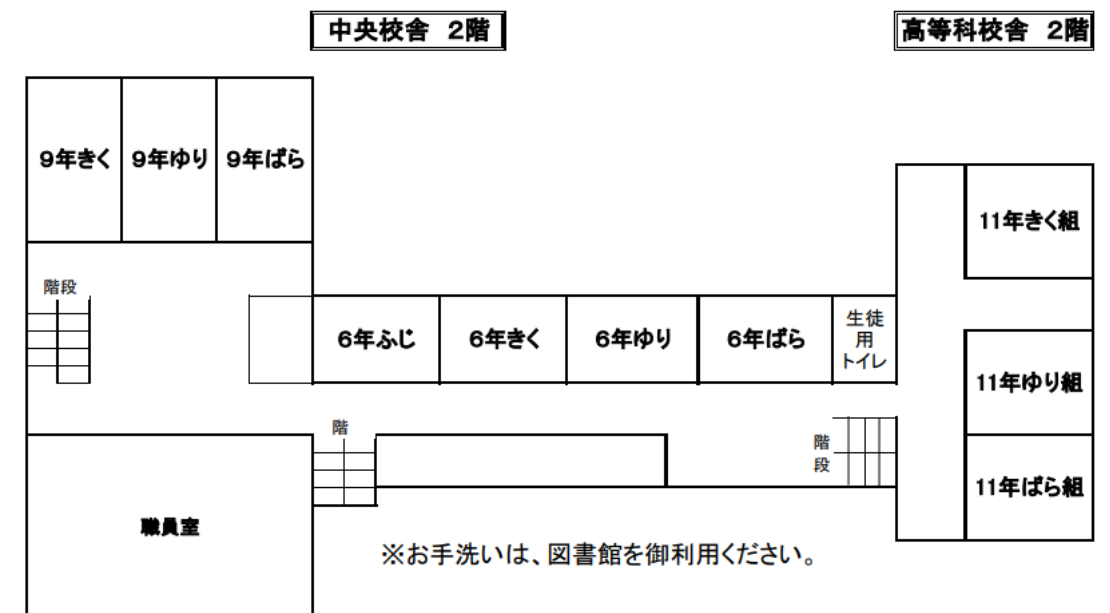 中央校舎 2階
高等科校舎 2階
9年きく
9年ゆり
9年ばら
11年きく組
階段
6年ふじ
6年きく
6年ゆり
6年ばら
生徒
用
トイレ
11年ゆり組
階
階
段
11年ばら組
職員室
※お手洗いは、図書館を御利用ください。